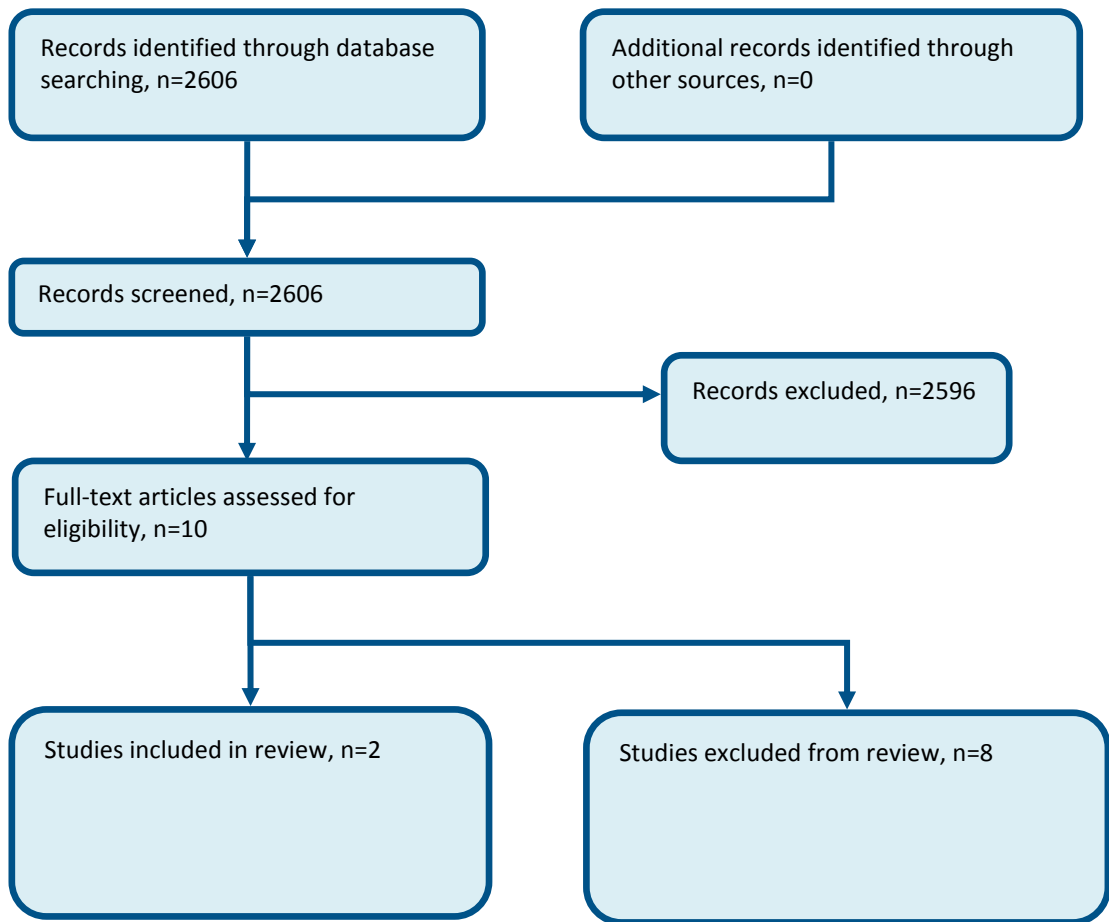 Records identified through database
searching, n=2606
Additional records identified through
other sources, n=0
Records screened, n=2606
Records excluded, n=2596
Full-text articles assessed for
eligibility, n=10
Studies included in review, n=2
Studies excluded from review, n=8